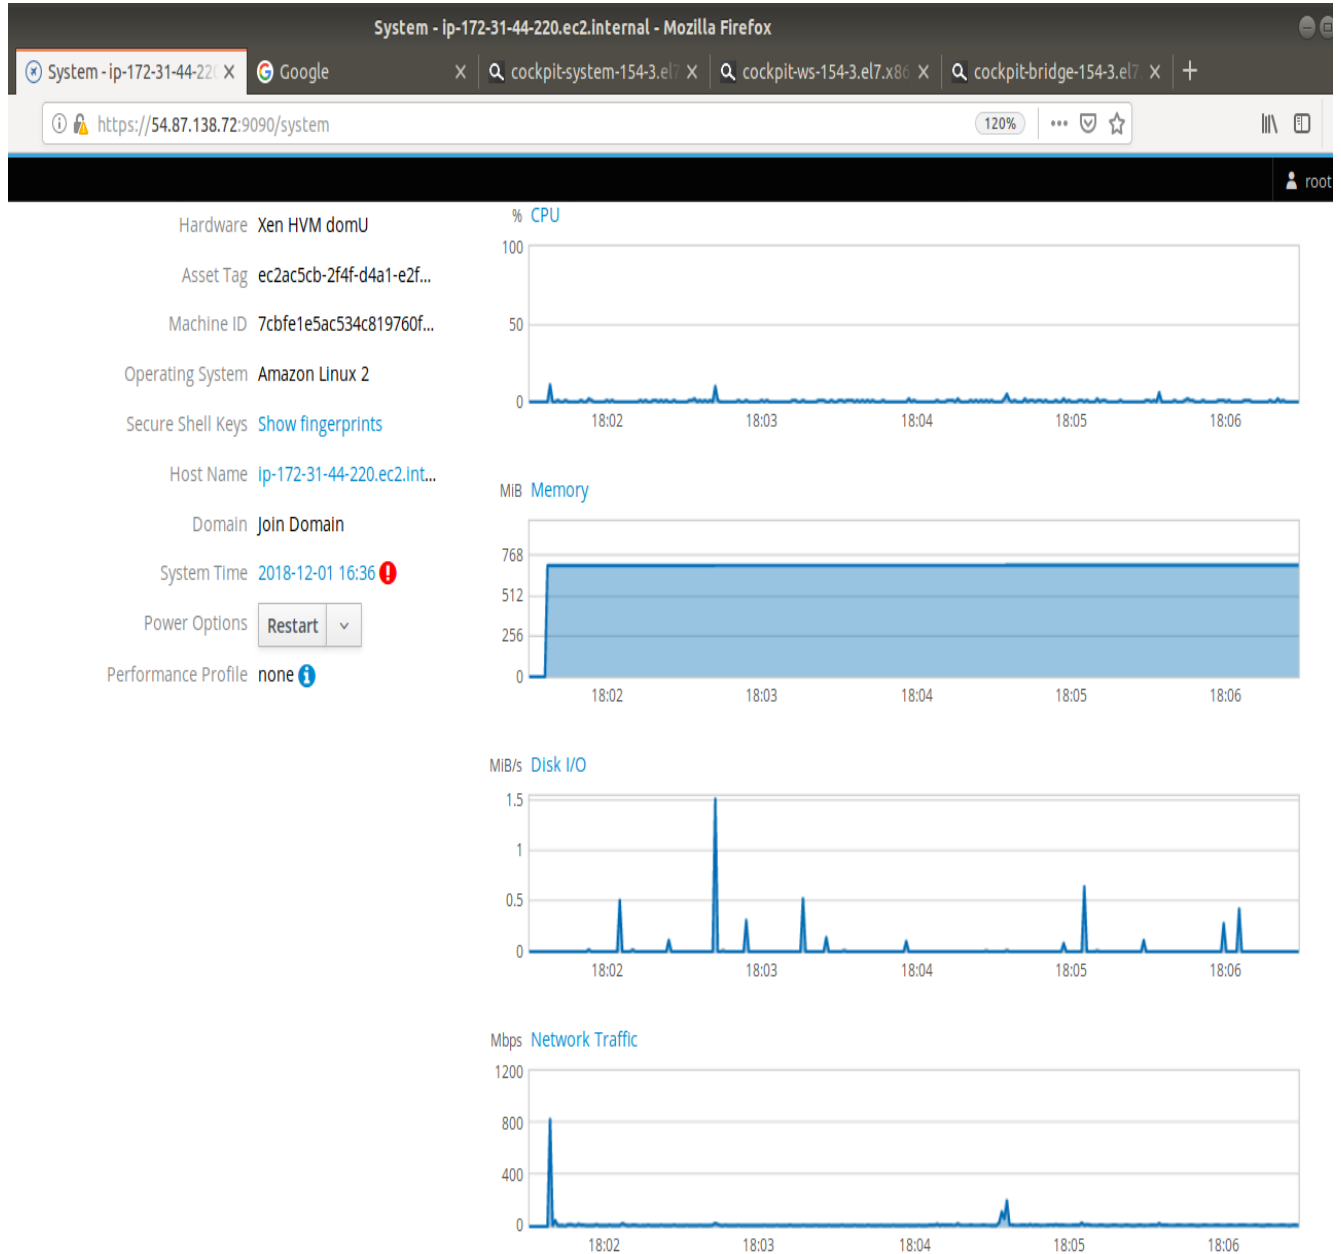 System - ip-172-31-44-220.ec2.internal - Mozilla Firefox
System - ip-172-31-44-220 Google cockpit-system-154-3.el7 cockpit-ws-154-3.el7.x86 cockpit-bridge-154-3.el7.
https://54.87.138.72:9090/system 120%
root
Hardware Xen HVM domU
Asset Tag ec2ac5cb-2f4f-d4a1-e2f...
Machine ID 7cbfe1e5ac534c819760f...
Operating System Amazon Linux 2
Secure Shell Keys Show fingerprints
Host Name ip-172-31-44-220.ec2.int...
Domain Join Domain
System Time 2018-12-01 16:36
Power Options Restart
Performance Profile none
% CPU
100
50
0
18:02 18:03 18:04 18:05 18:06
MiB Memory
768
512
256
0
18:02 18:03 18:04 18:05 18:06
MiB/s Disk I/O
1.5
1
0.5
0
18:02 18:03 18:04 18:05 18:06
Mbps Network Traffic
1200
800
400
0
18:02 18:03 18:04 18:05 18:06